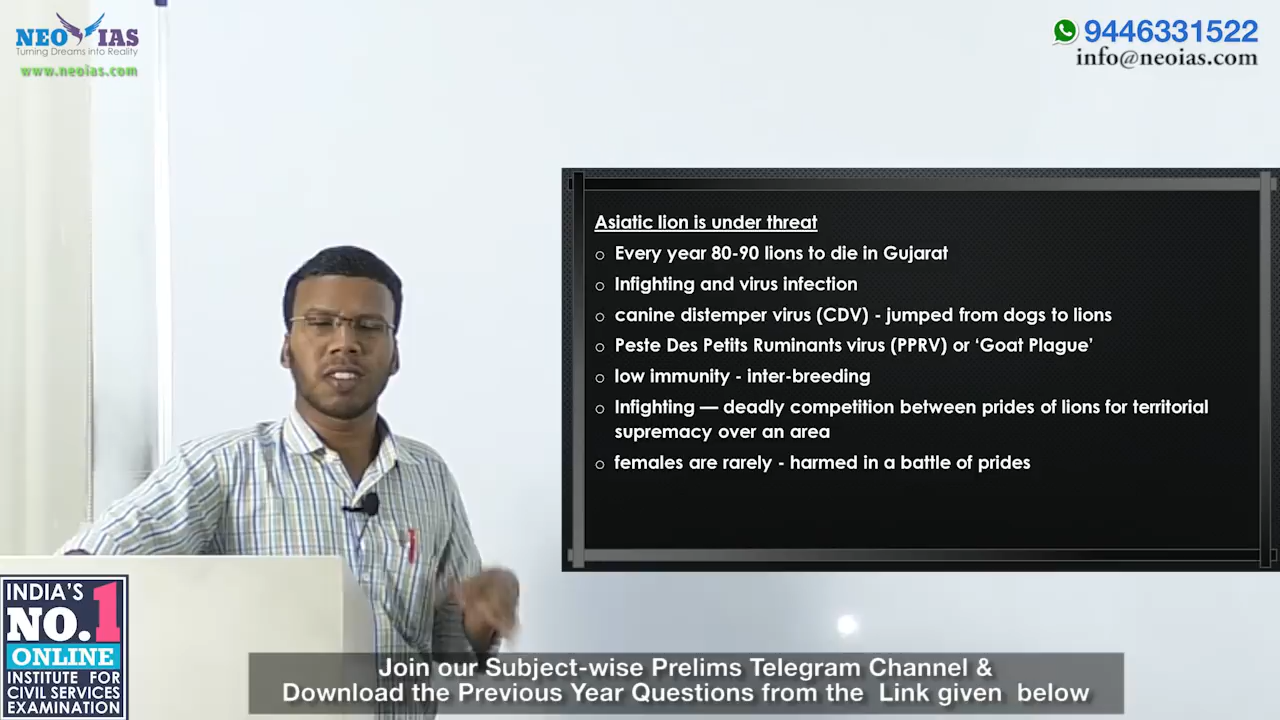 NEO IAS
Turning Dreams into Reality
www.neoias.com
9446331522
info@neoias.com
Asiatic lion is under threat
o Every year 80-90 lions to die in Gujarat
o Infighting and virus infection
o canine distemper virus (CDV) - jumped from dogs to lions
o Peste Des Petits Ruminants virus (PPRV) or ‘Goat Plague’
o low immunity - inter-breeding
o Infighting — deadly competition between prides of lions for territorial
supremacy over an area
o females are rarely - harmed in a battle of prides
INDIA'S
NO.1
ONLINE
INSTITUTE FOR
CIVIL SERVICES
EXAMINATION
Join our Subject-wise Prelims Telegram Channel &
Download the Previous Year Questions from the Link given below